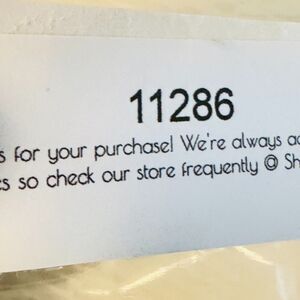 11286
s for your purchase! We're always ad
es so check our store frequently @ Sh